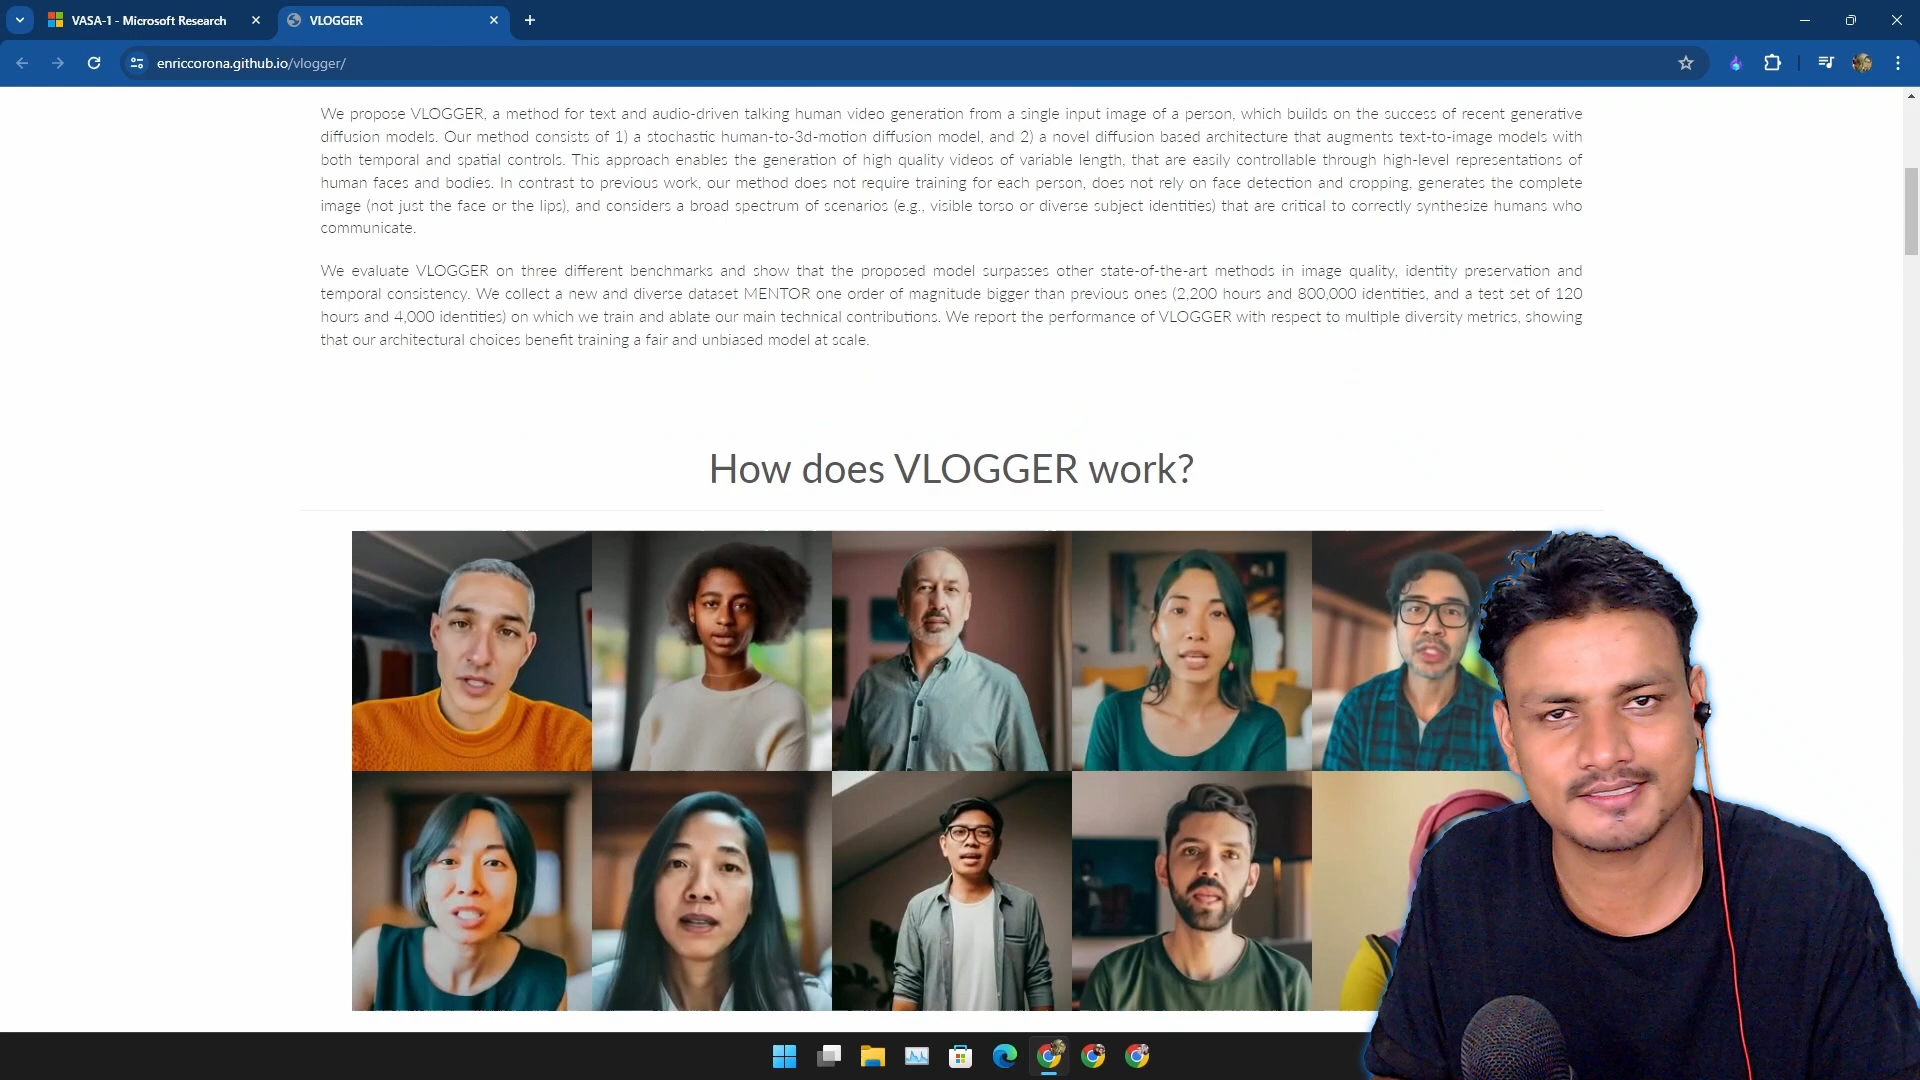 VASA-1 - Microsoft Research
VLOGGER
enriccorona.github.io/vlogger/
We propose VLOGGER, a method for text and audio-driven talking human video generation from a single input image of a person, which builds on the success of recent generative
diffusion models. Our method consists of 1) a stochastic human-to-3d-motion diffusion model, and 2) a novel diffusion based architecture that augments text-to-image models with
both temporal and spatial controls. This approach enables the generation of high quality videos of variable length, that are easily controllable through high-level representations of
human faces and bodies. In contrast to previous work, our method does not require training for each person, does not rely on face detection and cropping, generates the complete
image (not just the face or the lips), and considers a broad spectrum of scenarios (e.g., visible torso or diverse subject identities) that are critical to correctly synthesize humans who
communicate.
We evaluate VLOGGER on three different benchmarks and show that the proposed model surpasses other state-of-the-art methods in image quality, identity preservation and
temporal consistency. We collect a new and diverse dataset MENTOR one order of magnitude bigger than previous ones (2,200 hours and 800,000 identities, and a test set of 120
hours and 4,000 identities) on which we train and ablate our main technical contributions. We report the performance of VLOGGER with respect to multiple diversity metrics, showing
that our architectural choices benefit training a fair and unbiased model at scale.
How does VLOGGER work?